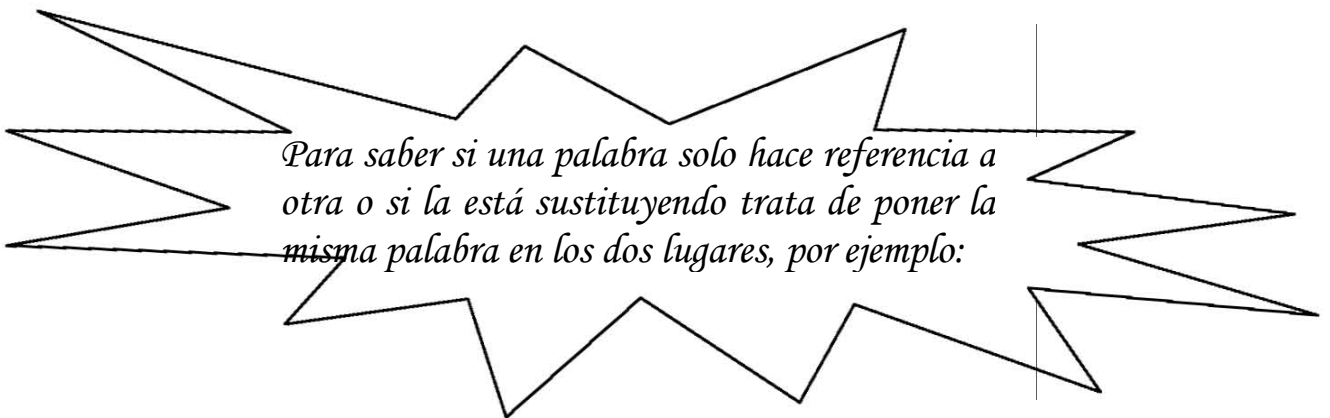 Para saber si una palabra solo hace referencia a
otra o si la está sustituyendo trata de poner la
misma palabra en los dos lugares, por ejemplo: